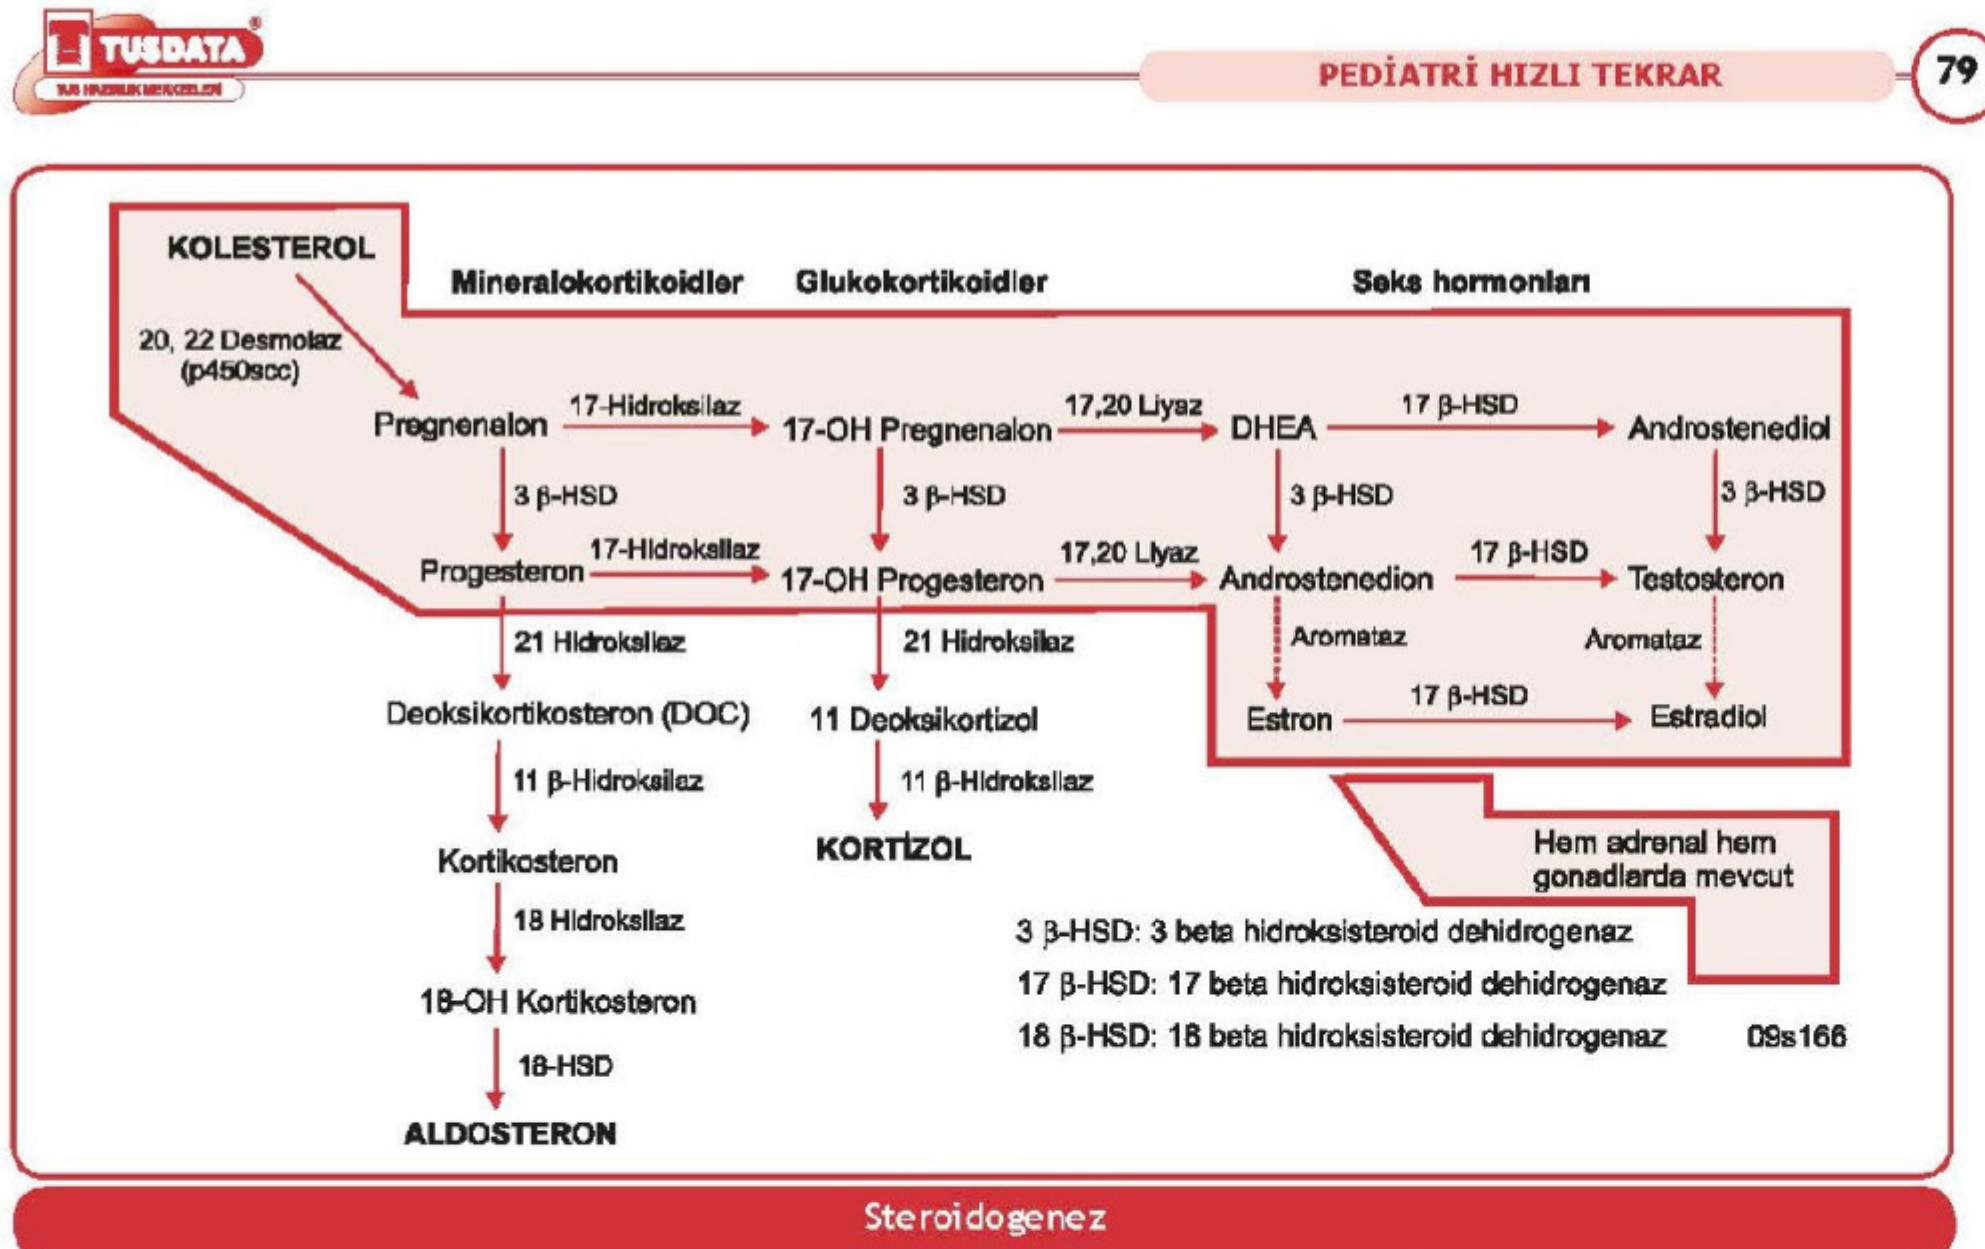 TUSDATA®
TUS HAZIRLIK MERKEZLERİ
PEDİATRİ HIZLI TEKRAR
79
KOLESTEROL
Mineralokortikoidler
Glukokortikoidler
Seks hormonları
20, 22 Desmolaz
(p450scc)
Pregnenalon
17-Hidroksilaz
17-OH Pregnenalon
17,20 Liyaz
DHEA
17 β-HSD
Androstenediol
3 β-HSD
3 β-HSD
3 β-HSD
3 β-HSD
Progesteron
17-Hidroksilaz
17-OH Progesteron
17,20 Liyaz
Androstenedion
17 β-HSD
Testosteron
21 Hidroksilaz
21 Hidroksilaz
Aromataz
Aromataz
Deoksikortikosteron (DOC)
11 Deoksikortizol
Estron
17 β-HSD
Estradiol
11 β-Hidroksilaz
11 β-Hidroksilaz
Kortikosteron
KORTİZOL
Hem adrenal hem
gonadlarda mevcut
18 Hidroksilaz
18-OH Kortikosteron
18-HSD
ALDOSTERON
3 β-HSD: 3 beta hidroksisteroid dehidrogenaz
17 β-HSD: 17 beta hidroksisteroid dehidrogenaz
18 β-HSD: 18 beta hidroksisteroid dehidrogenaz
09s166
Steroidogenez